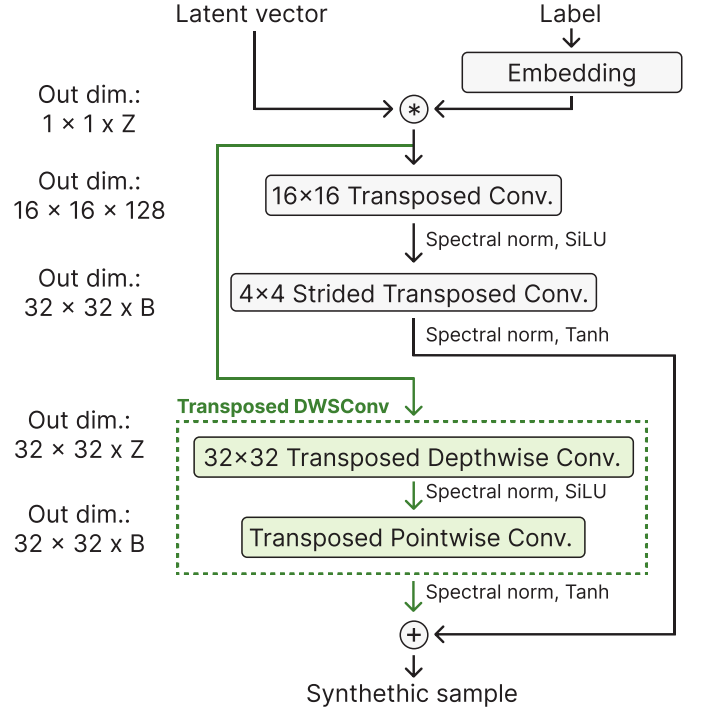 Latent vector
Label
Embedding
Out dim.:
1 × 1 x Z
*
Out dim.:
16 × 16 × 128
16×16 Transposed Conv.
Spectral norm, SiLU
Out dim.:
32 × 32 x B
4×4 Strided Transposed Conv.
Spectral norm, Tanh
Transposed DWSConv
Out dim.:
32 × 32 x Z
32×32 Transposed Depthwise Conv.
Spectral norm, SiLU
Out dim.:
32 × 32 x B
Transposed Pointwise Conv.
Spectral norm, Tanh
+
Synthethic sample